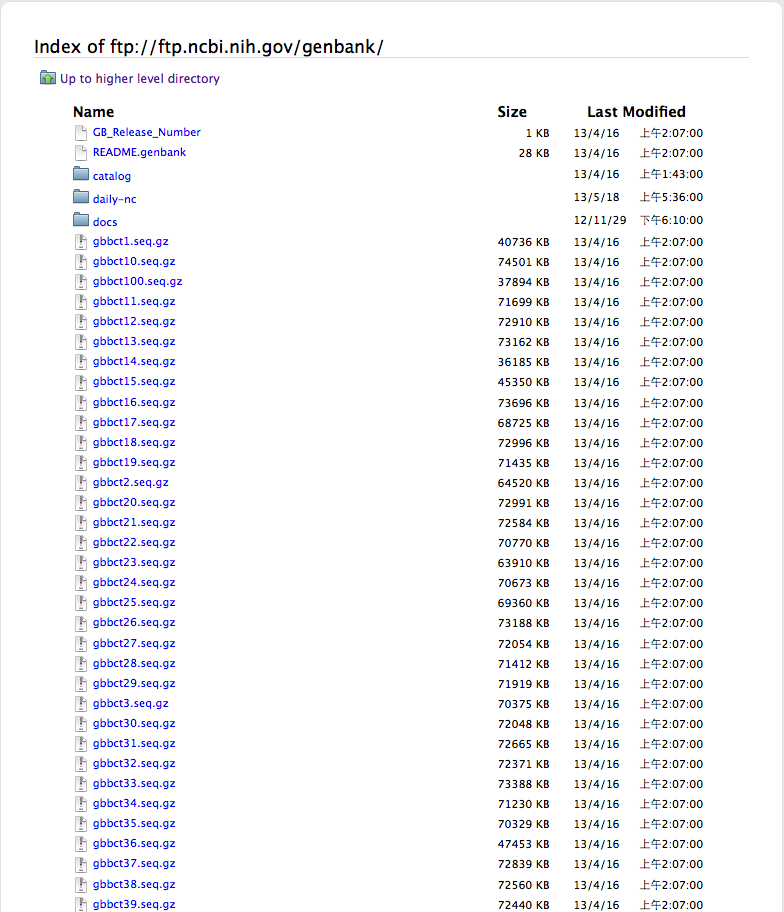 Index of ftp://ftp.ncbi.nih.gov/genbank/
Up to higher level directory
Name Size Last Modified
GB_Release_Number 1 KB 13/4/16 上午2:07:00
README.genbank 28 KB 13/4/16 上午2:07:00
catalog 13/4/16 上午1:43:00
daily-nc 13/5/18 上午5:36:00
docs 12/11/29 下午6:10:00
gbbct1.seq.gz 40736 KB 13/4/16 上午2:07:00
gbbct10.seq.gz 74501 KB 13/4/16 上午2:07:00
gbbct100.seq.gz 37894 KB 13/4/16 上午2:07:00
gbbct11.seq.gz 71699 KB 13/4/16 上午2:07:00
gbbct12.seq.gz 72910 KB 13/4/16 上午2:07:00
gbbct13.seq.gz 73162 KB 13/4/16 上午2:07:00
gbbct14.seq.gz 36185 KB 13/4/16 上午2:07:00
gbbct15.seq.gz 45350 KB 13/4/16 上午2:07:00
gbbct16.seq.gz 73696 KB 13/4/16 上午2:07:00
gbbct17.seq.gz 68725 KB 13/4/16 上午2:07:00
gbbct18.seq.gz 72996 KB 13/4/16 上午2:07:00
gbbct19.seq.gz 71435 KB 13/4/16 上午2:07:00
gbbct2.seq.gz 64520 KB 13/4/16 上午2:07:00
gbbct20.seq.gz 72991 KB 13/4/16 上午2:07:00
gbbct21.seq.gz 72584 KB 13/4/16 上午2:07:00
gbbct22.seq.gz 70770 KB 13/4/16 上午2:07:00
gbbct23.seq.gz 63910 KB 13/4/16 上午2:07:00
gbbct24.seq.gz 70673 KB 13/4/16 上午2:07:00
gbbct25.seq.gz 69360 KB 13/4/16 上午2:07:00
gbbct26.seq.gz 73188 KB 13/4/16 上午2:07:00
gbbct27.seq.gz 72054 KB 13/4/16 上午2:07:00
gbbct28.seq.gz 71412 KB 13/4/16 上午2:07:00
gbbct29.seq.gz 71919 KB 13/4/16 上午2:07:00
gbbct3.seq.gz 70375 KB 13/4/16 上午2:07:00
gbbct30.seq.gz 72048 KB 13/4/16 上午2:07:00
gbbct31.seq.gz 72665 KB 13/4/16 上午2:07:00
gbbct32.seq.gz 72371 KB 13/4/16 上午2:07:00
gbbct33.seq.gz 73388 KB 13/4/16 上午2:07:00
gbbct34.seq.gz 71230 KB 13/4/16 上午2:07:00
gbbct35.seq.gz 70329 KB 13/4/16 上午2:07:00
gbbct36.seq.gz 47453 KB 13/4/16 上午2:07:00
gbbct37.seq.gz 72839 KB 13/4/16 上午2:07:00
gbbct38.seq.gz 72560 KB 13/4/16 上午2:07:00
gbbct39.seq.gz 72440 KB 13/4/16 上午2:07:00